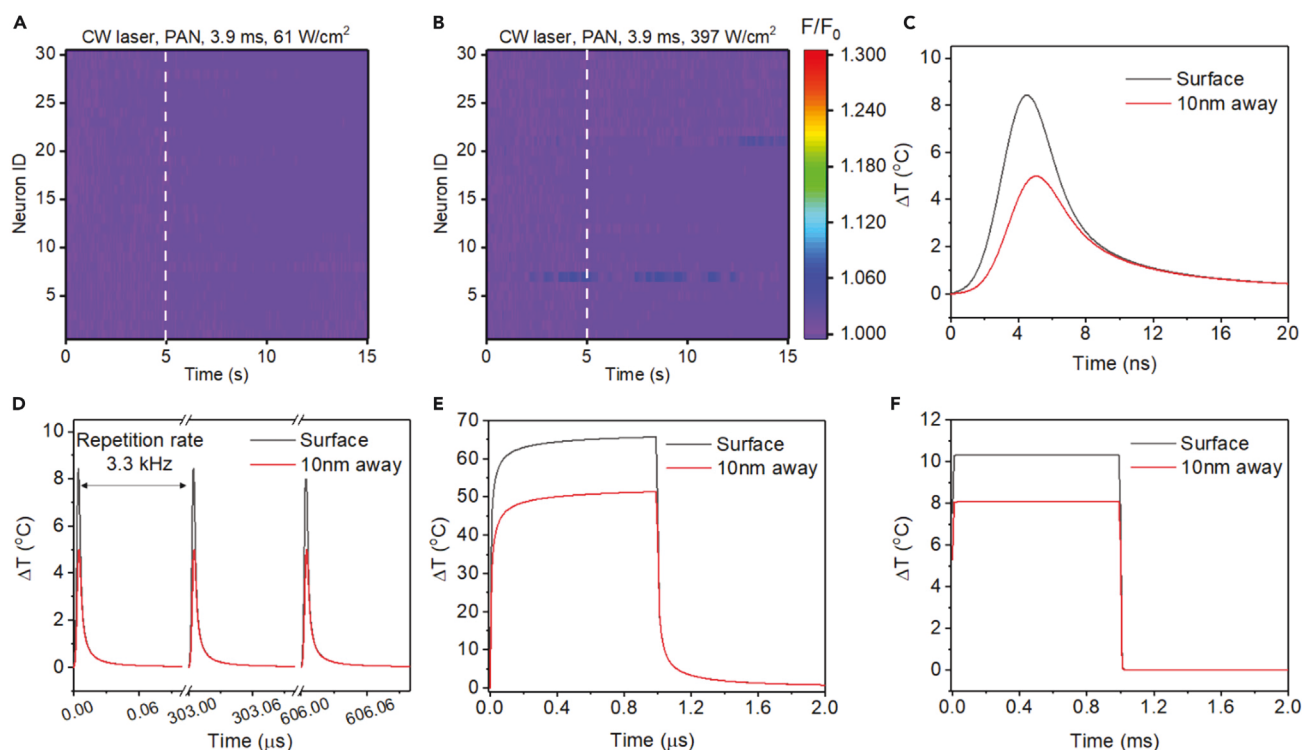 A
CW laser, PAN, 3.9 ms, 61 W/cm²
Neuron ID
30
25
20
15
10
5
0
5
10
15
Time (s)
B
CW laser, PAN, 3.9 ms, 397 W/cm²
Neuron ID
30
25
20
15
10
5
0
5
10
15
Time (s)
F/F₀
1.300
1.240
1.180
1.120
1.060
1.000
C
Surface
10nm away
ΔT (°C)
10
8
6
4
2
0
0
4
8
12
16
20
Time (ns)
D
Repetition rate
3.3 kHz
Surface
10nm away
ΔT (°C)
10
8
6
4
2
0
0.00
0.06
303.00
303.06
606.00
606.06
Time (μs)
E
Surface
10nm away
ΔT (°C)
70
60
50
40
30
20
10
0
0.0
0.4
0.8
1.2
1.6
2.0
Time (μs)
F
Surface
10nm away
ΔT (°C)
12
10
8
6
4
2
0
0.0
0.4
0.8
1.2
1.6
2.0
Time (ms)